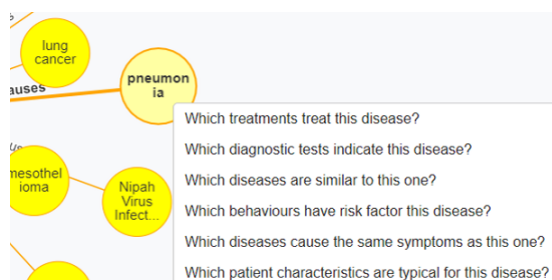 lung
cancer
auses
pneumon
ia
Which treatments treat this disease?
Which diagnostic tests indicate this disease?
mesothel
ioma
Nipah
Virus
Infect...
Which diseases are similar to this one?
Which behaviours have risk factor this disease?
Which diseases cause the same symptoms as this one?
Which patient characteristics are typical for this disease?